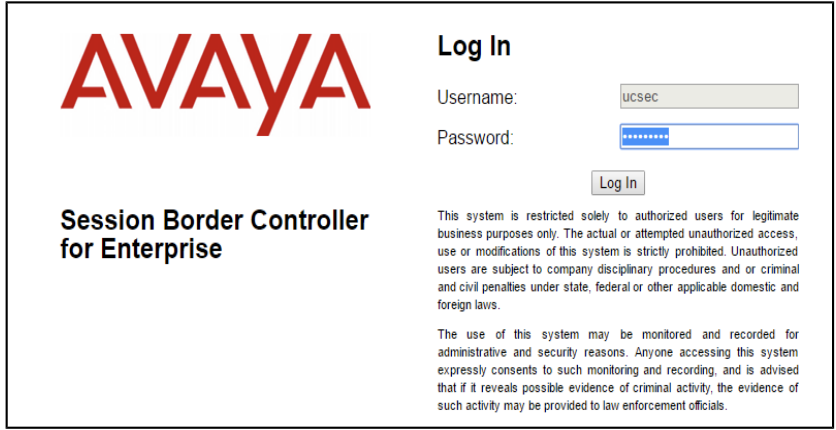 AVAYA
Session Border Controller
for Enterprise
Log In
Username:
ucsec
Password:
•••••••••
Log In
This system is restricted solely to authorized users for legitimate
business purposes only. The actual or attempted unauthorized access,
use or modifications of this system is strictly prohibited. Unauthorized
users are subject to company disciplinary procedures and or criminal
and civil penalties under state, federal or other applicable domestic and
foreign laws.
The use of this system may be monitored and recorded for
administrative and security reasons. Anyone accessing this system
expressly consents to such monitoring and recording, and is advised
that if it reveals possible evidence of criminal activity, the evidence of
such activity may be provided to law enforcement officials.